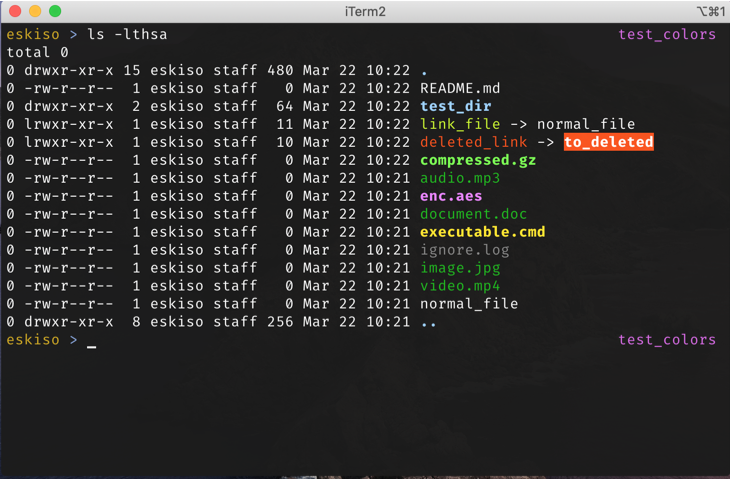 iTerm2 ⌥⌘1
eskiso > ls -lthsa test_colors
total 0
0 drwxr-xr-x 15 eskiso staff 480 Mar 22 10:22 .
0 -rw-r--r-- 1 eskiso staff 0 Mar 22 10:22 README.md
0 drwxr-xr-x 2 eskiso staff 64 Mar 22 10:22 test_dir
0 lrwxr-xr-x 1 eskiso staff 11 Mar 22 10:22 link_file -> normal_file
0 lrwxr-xr-x 1 eskiso staff 10 Mar 22 10:22 deleted_link -> to_deleted
0 -rw-r--r-- 1 eskiso staff 0 Mar 22 10:22 compressed.gz
0 -rw-r--r-- 1 eskiso staff 0 Mar 22 10:21 audio.mp3
0 -rw-r--r-- 1 eskiso staff 0 Mar 22 10:21 enc.aes
0 -rw-r--r-- 1 eskiso staff 0 Mar 22 10:21 document.doc
0 -rw-r--r-- 1 eskiso staff 0 Mar 22 10:21 executable.cmd
0 -rw-r--r-- 1 eskiso staff 0 Mar 22 10:21 ignore.log
0 -rw-r--r-- 1 eskiso staff 0 Mar 22 10:21 image.jpg
0 -rw-r--r-- 1 eskiso staff 0 Mar 22 10:21 video.mp4
0 -rw-r--r-- 1 eskiso staff 0 Mar 22 10:21 normal_file
0 drwxr-xr-x 8 eskiso staff 256 Mar 22 10:21 ..
eskiso > _ test_colors